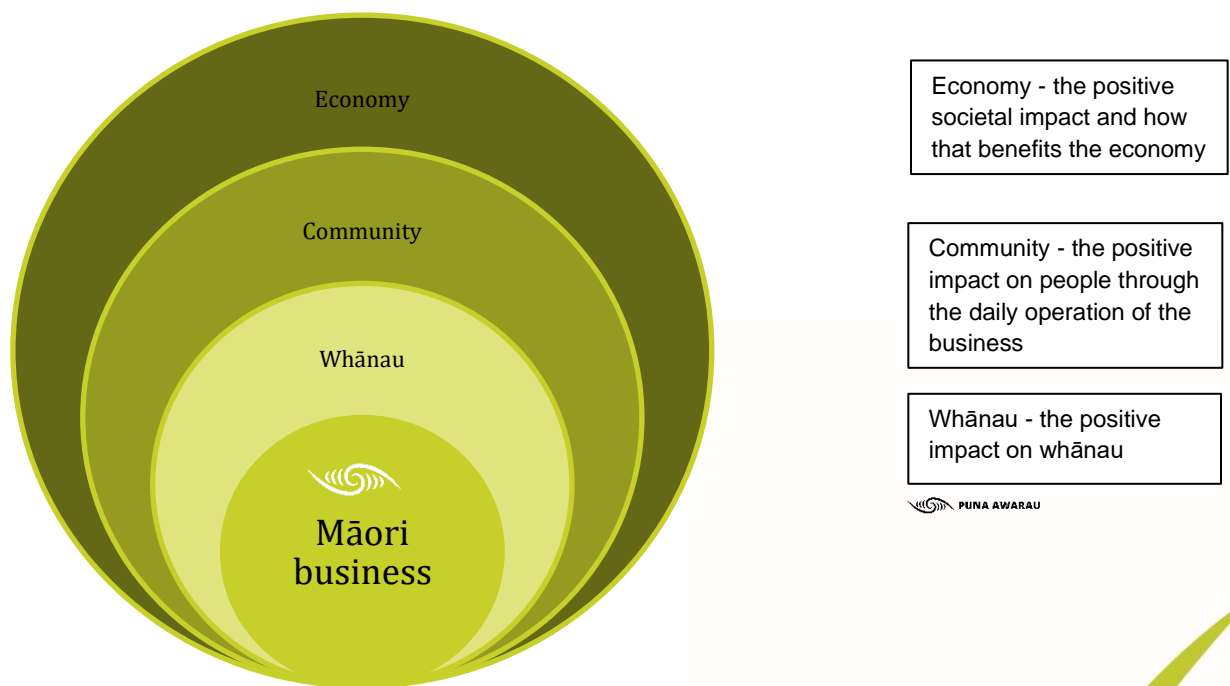 Economy
Community
Whānau
Māori
business
Economy - the positive
societal impact and how
that benefits the economy
Community - the positive
impact on people through
the daily operation of the
business
Whānau - the positive
impact on whānau
PUNA AWARAU